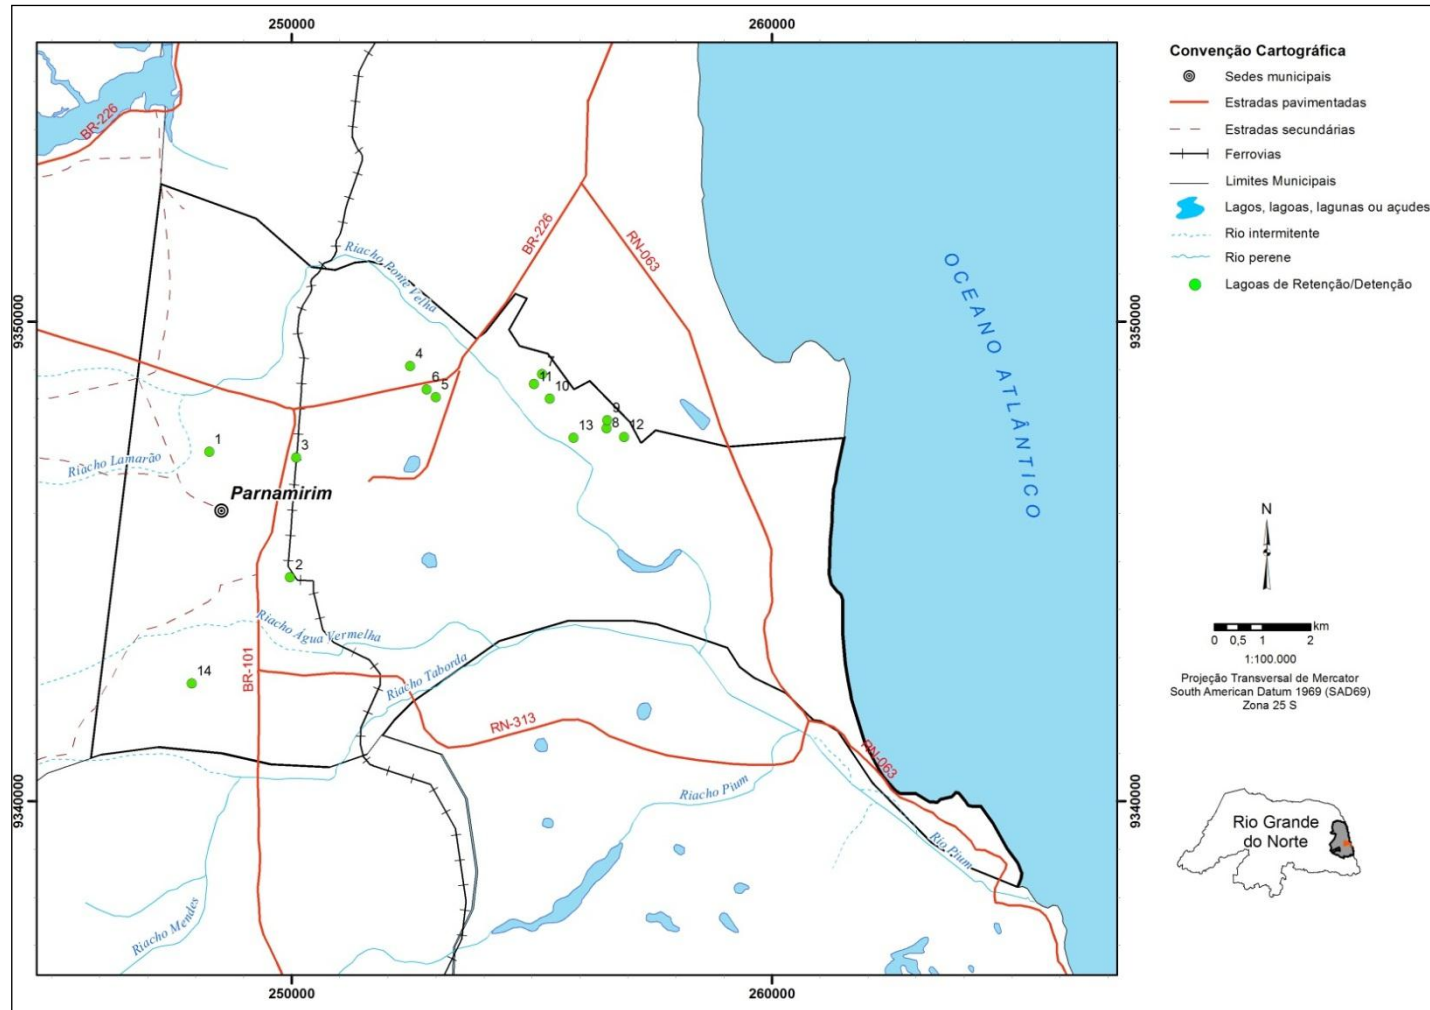 250000
260000
9350000
9350000
9340000
9340000
250000
260000
BR-226
Riacho Ponte Velha
BR-226
RN-063
OCEANO ATLÂNTICO
4
6
5
7
11
10
9
8
12
13
1
3
Riacho Lamarão
Parnamirim
2
Riacho Água Vermelha
14
BR-101
Riacho Taborda
RN-313
RN-063
Riacho Pium
Rio Pium
Riacho Mendes
Convenção Cartográfica
Sedes municipais
Estradas pavimentadas
Estradas secundárias
Ferrovias
Limites Municipais
Lagos, lagoas, lagunas ou açudes
Rio intermitente
Rio perene
Lagoas de Retenção/Detenção
N
km
0 0,5 1 2
1:100.000
Projeção Transversal de Mercator
South American Datum 1969 (SAD69)
Zona 25 S
Rio Grande
do Norte